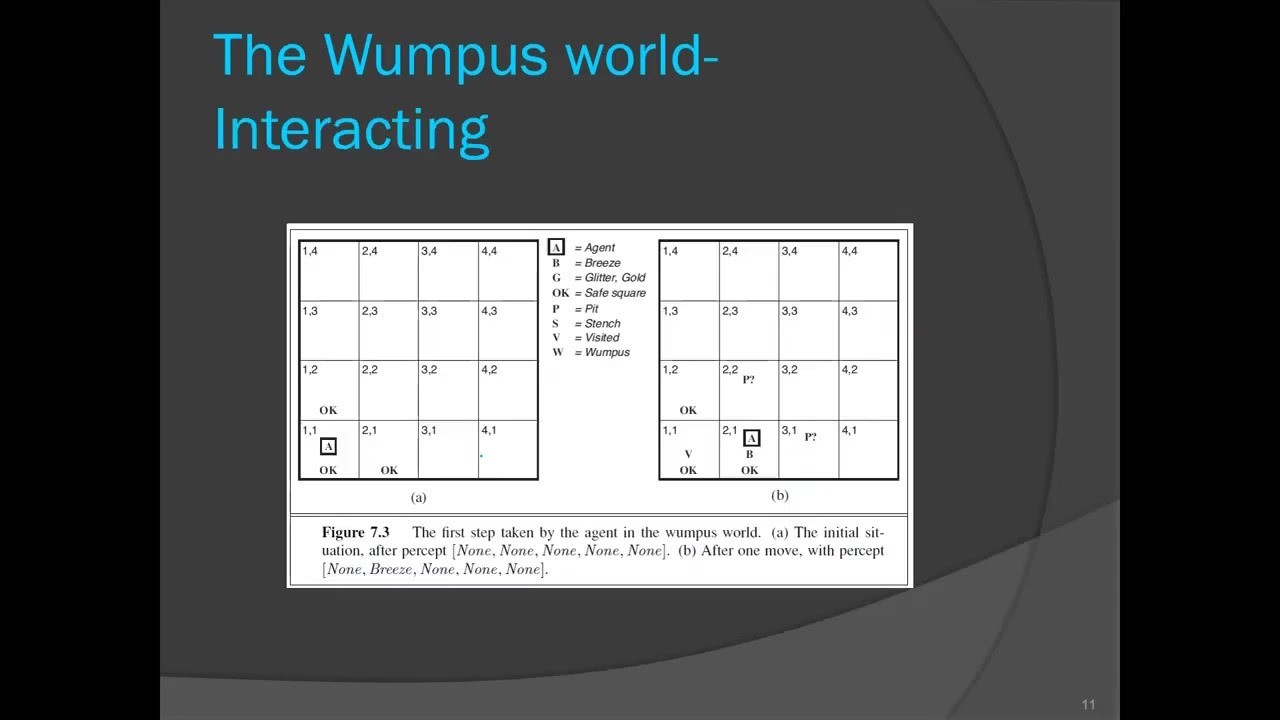 The Wumpus world-
Interacting
1,4 2,4 3,4 4,4
1,3 2,3 3,3 4,3
1,2 2,2 3,2 4,2
OK
1,1 2,1 3,1 4,1
A
OK OK
(a)
A = Agent
B = Breeze
G = Glitter, Gold
OK = Safe square
P = Pit
S = Stench
V = Visited
W = Wumpus
1,4 2,4 3,4 4,4
1,3 2,3 3,3 4,3
1,2 2,2 3,2 4,2
P?
OK
1,1 2,1 A 3,1 P? 4,1
V B
OK OK
(b)
Figure 7.3 The first step taken by the agent in the wumpus world. (a) The initial sit-
uation, after percept [None, None, None, None, None]. (b) After one move, with percept
[None, Breeze, None, None, None].
11